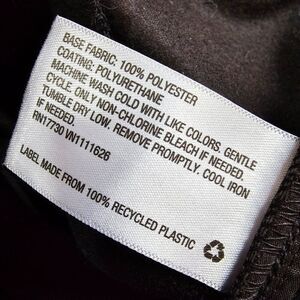 BASE FABRIC: 100% POLYESTER
COATING: POLYURETHANE
MACHINE WASH COLD WITH LIKE COLORS, GENTLE
CYCLE. ONLY NON-CHLORINE BLEACH IF NEEDED.
TUMBLE DRY LOW. REMOVE PROMPTLY. COOL IRON
IF NEEDED.
RN17730 VN1111626
LABEL MADE FROM 100% RECYCLED PLASTIC